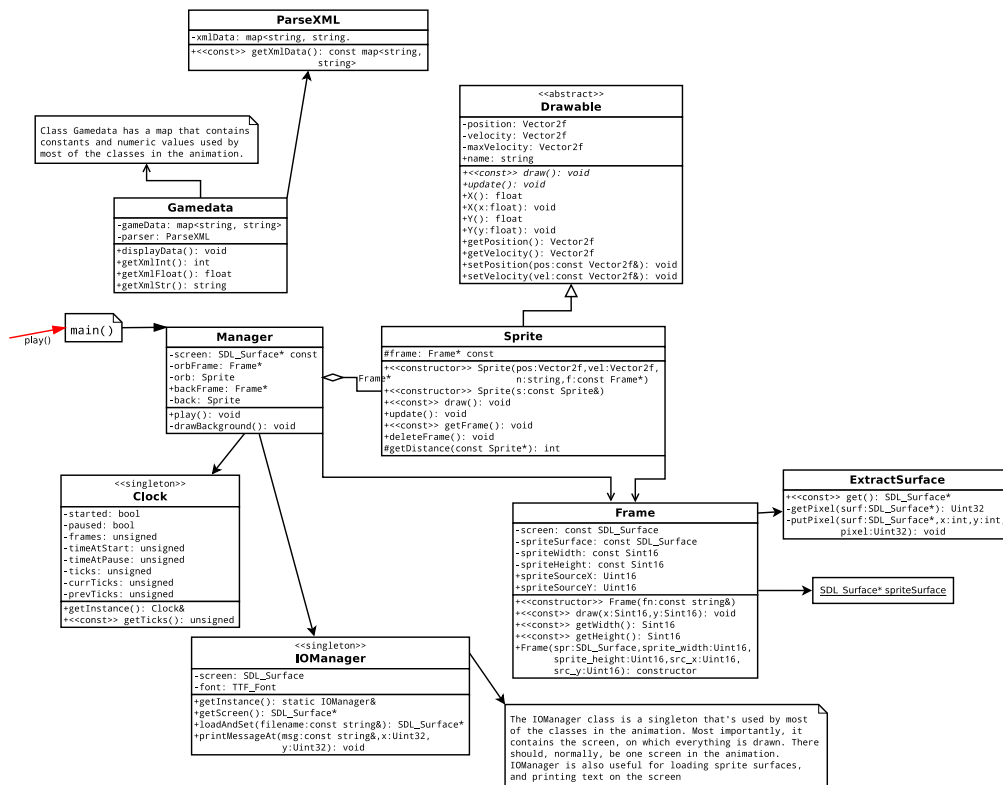 ParseXML
-xmlData: map<string, string.
+<<const>> getXmlData(): const map<string,
string>
Class Gamedata has a map that contains
constants and numeric values used by
most of the classes in the animation.
Gamedata
-gameData: map<string, string>
-parser: ParseXML
+displayData(): void
+getXmlInt(): int
+getXmlFloat(): float
+getXmlStr(): string
<<abstract>>
Drawable
-position: Vector2f
-velocity: Vector2f
-maxVelocity: Vector2f
+name: string
+<<const>> draw(): void
+update(): void
+X(): float
+X(x:float): void
+Y(): float
+Y(y:float): void
+getPosition(): Vector2f
+getVelocity(): Vector2f
+setPosition(pos:const Vector2f&): void
+setVelocity(vel:const Vector2f&): void
play()
main()
Manager
-screen: SDL_Surface* const
-orbFrame: Frame*
-orb: Sprite
+backFrame: Frame*
-back: Sprite
+play(): void
-drawBackground(): void
Frame*
Sprite
#frame: Frame* const
+<<constructor>> Sprite(pos:Vector2f,vel:Vector2f,
n:string,f:const Frame*)
+<<constructor>> Sprite(s:const Sprite&)
+<<const>> draw(): void
+update(): void
+<<const>> getFrame(): void
+deleteFrame(): void
#getDistance(const Sprite*): int
<<singleton>>
Clock
-started: bool
-paused: bool
-frames: unsigned
-timeAtStart: unsigned
-timeAtPause: unsigned
-ticks: unsigned
-currTicks: unsigned
-prevTicks: unsigned
+getInstance(): Clock&
+<<const>> getTicks(): unsigned
Frame
-screen: const SDL_Surface
-spriteSurface: const SDL_Surface
-spriteWidth: const Sint16
-spriteHeight: const Sint16
+spriteSourceX: Uint16
+spriteSourceY: Uint16
+<<constructor>> Frame(fn:const string&)
+<<const>> draw(x:Sint16,y:Sint16): void
+<<const>> getWidth(): Sint16
+<<const>> getHeight(): Sint16
+Frame(spr:SDL_Surface,sprite_width:Uint16,
sprite_height:Uint16,src_x:Uint16,
src_y:Uint16): constructor
ExtractSurface
+<<const>> get(): SDL_Surface*
-getPixel(surf:SDL_Surface*): Uint32
-putPixel(surf:SDL_Surface*,x:int,y:int,
pixel:Uint32): void
SDL_Surface* spriteSurface
<<singleton>>
IOManager
-screen: SDL_Surface
-font: TTF_Font
+getInstance(): static IOManager&
+getScreen(): SDL_Surface*
+loadAndSet(filename:const string&): SDL_Surface*
+printMessageAt(msg:const string&,x:Uint32,
y:Uint32): void
The IOManager class is a singleton that's used by most
of the classes in the animation. Most importantly, it
contains the screen, on which everything is drawn. There
should, normally, be one screen in the animation.
IOManager is also useful for loading sprite surfaces,
and printing text on the screen